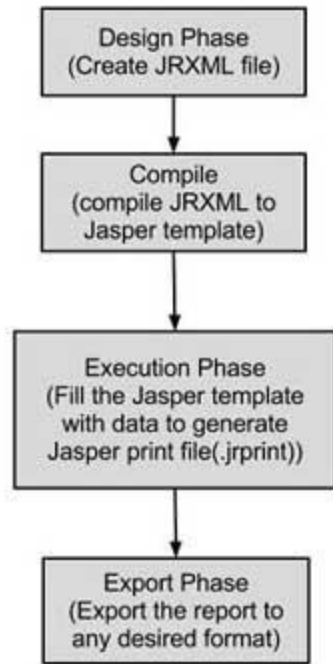 Design Phase
(Create JRXML file)
Compile
(compile JRXML to
Jasper template)
Execution Phase
(Fill the Jasper template
with data to generate
Jasper print file(.jrprint))
Export Phase
(Export the report to
any desired format)